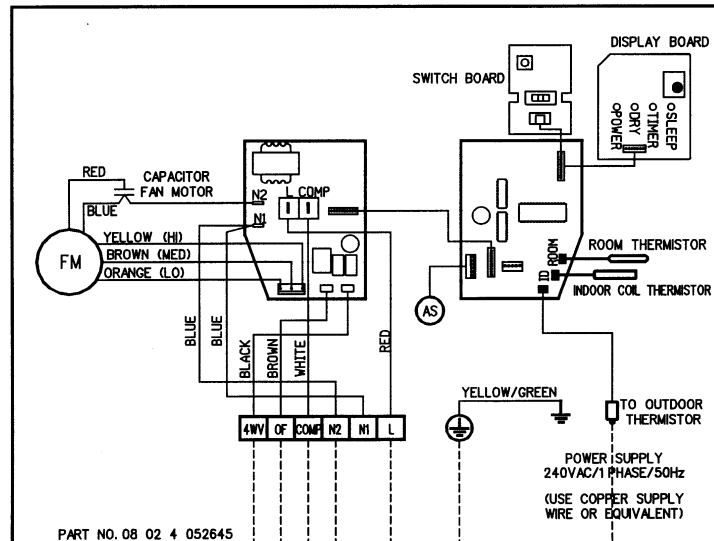 DISPLAY BOARD
SWITCH BOARD
POWER
DRY
TIMER
SLEEP
RED
CAPACITOR
FAN MOTOR
BLUE
N2
N1
L COMP
YELLOW (HI)
BROWN (MED)
ORANGE (LO)
FM
ROOM
ID
ROOM THERMISTOR
INDOOR COIL THERMISTOR
AS
BLUE
BLUE
BLACK
BROWN
WHITE
RED
YELLOW/GREEN
TO OUTDOOR
THERMISTOR
4WV OF COMP N2 N1 L
POWER SUPPLY
240VAC/1 PHASE/50Hz
(USE COPPER SUPPLY
WIRE OR EQUIVALENT)
PART NO. 08 02 4 052645